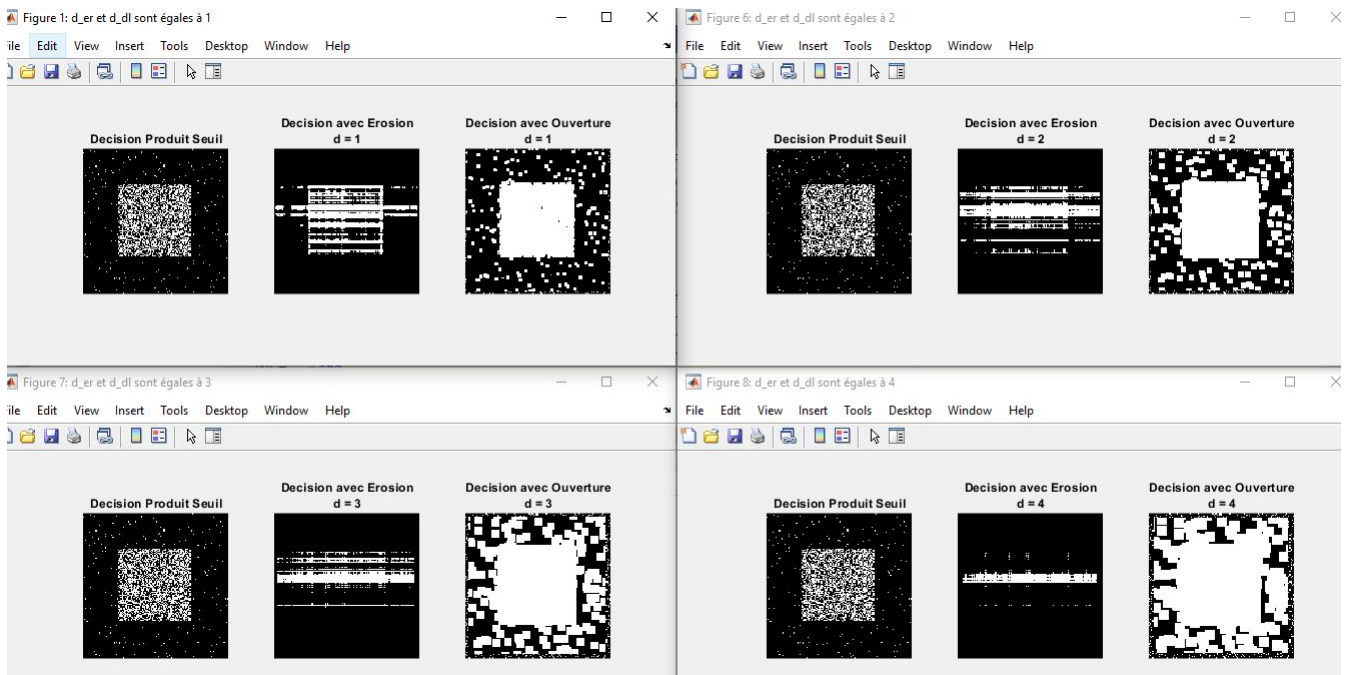 Figure 1: d_er et d_dl sont égales à 1
ile Edit View Insert Tools Desktop Window Help
Decision Produit Seuil
Decision avec Erosion
d = 1
Decision avec Ouverture
d = 1
Figure 6: d_er et d_dl sont égales à 2
File Edit View Insert Tools Desktop Window Help
Decision Produit Seuil
Decision avec Erosion
d = 2
Decision avec Ouverture
d = 2
Figure 7: d_er et d_dl sont égales à 3
ile Edit View Insert Tools Desktop Window Help
Decision Produit Seuil
Decision avec Erosion
d = 3
Decision avec Ouverture
d = 3
Figure 8: d_er et d_dl sont égales à 4
File Edit View Insert Tools Desktop Window Help
Decision Produit Seuil
Decision avec Erosion
d = 4
Decision avec Ouverture
d = 4